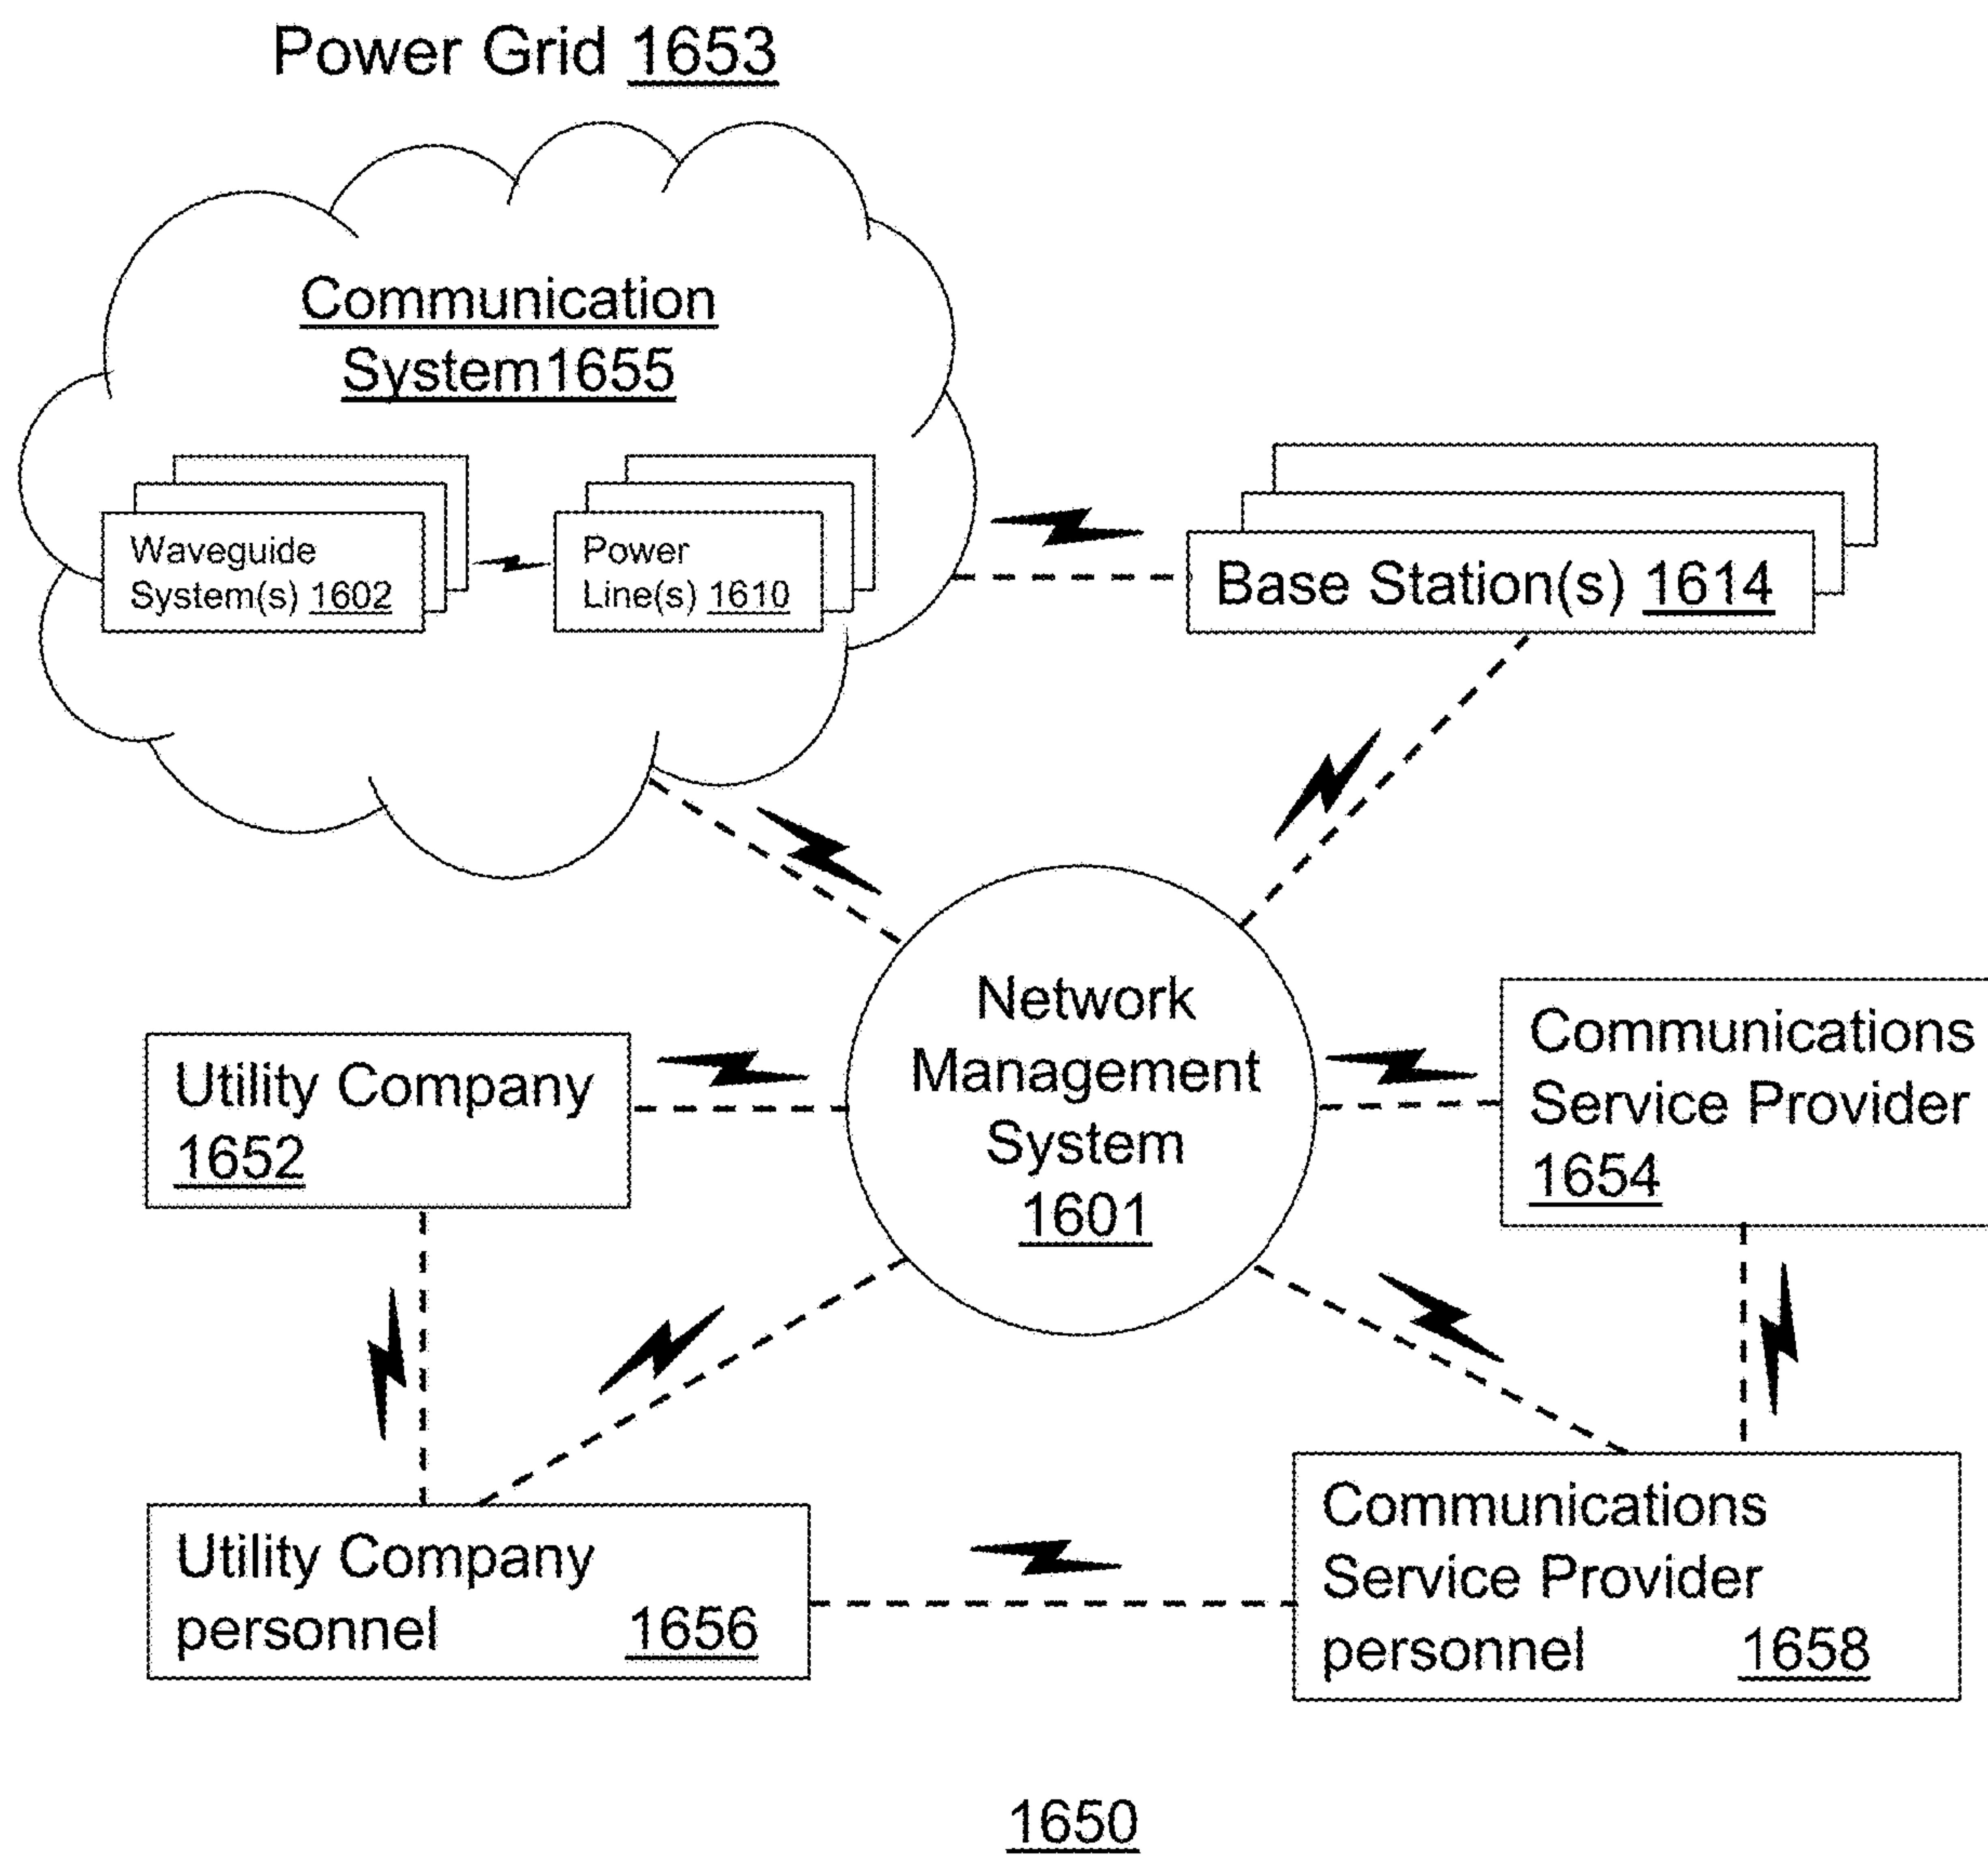 Power Grid 1653
Communication
System1655
Waveguide
System(s) 1602
Power
Line(s) 1610
Base Station(s) 1614
Network
Management
System
1601
Utility Company
1652
Communications
Service Provider
1654
Utility Company
personnel 1656
Communications
Service Provider
personnel 1658
1650